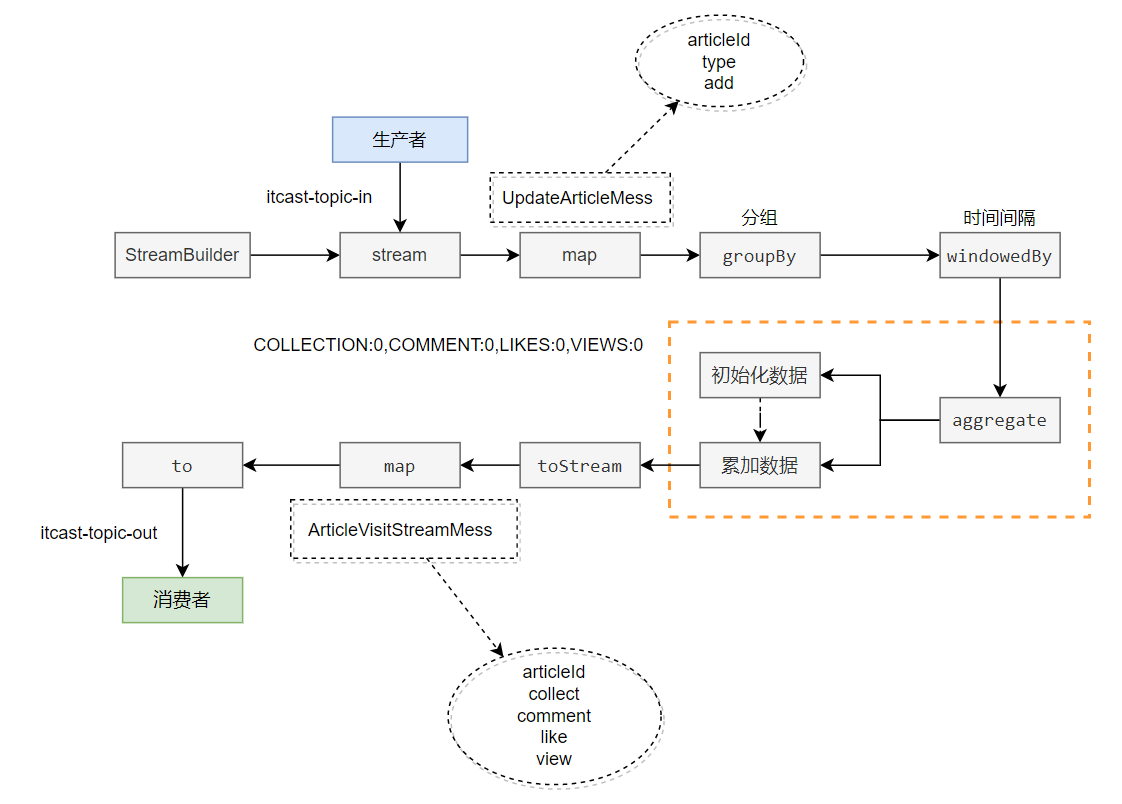 articleId
type
add
生产者
itcast-topic-in
UpdateArticleMess
分组
时间间隔
StreamBuilder
stream
map
groupBy
windowedBy
COLLECTION:0,COMMENT:0,LIKES:0,VIEWS:0
初始化数据
aggregate
to
map
toStream
累加数据
itcast-topic-out
ArticleVisitStreamMess
消费者
articleId
collect
comment
like
view